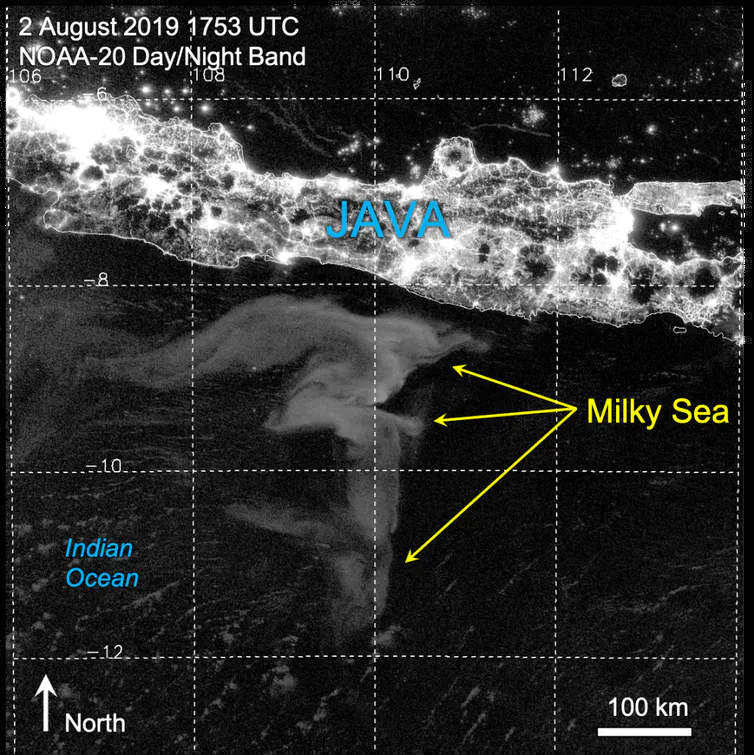 2 August 2019 1753 UTC
NOAA-20 Day/Night Band
106 108 110 112
-6
JAVA
-8
Milky Sea
-10
Indian
Ocean
-12
North
100 km